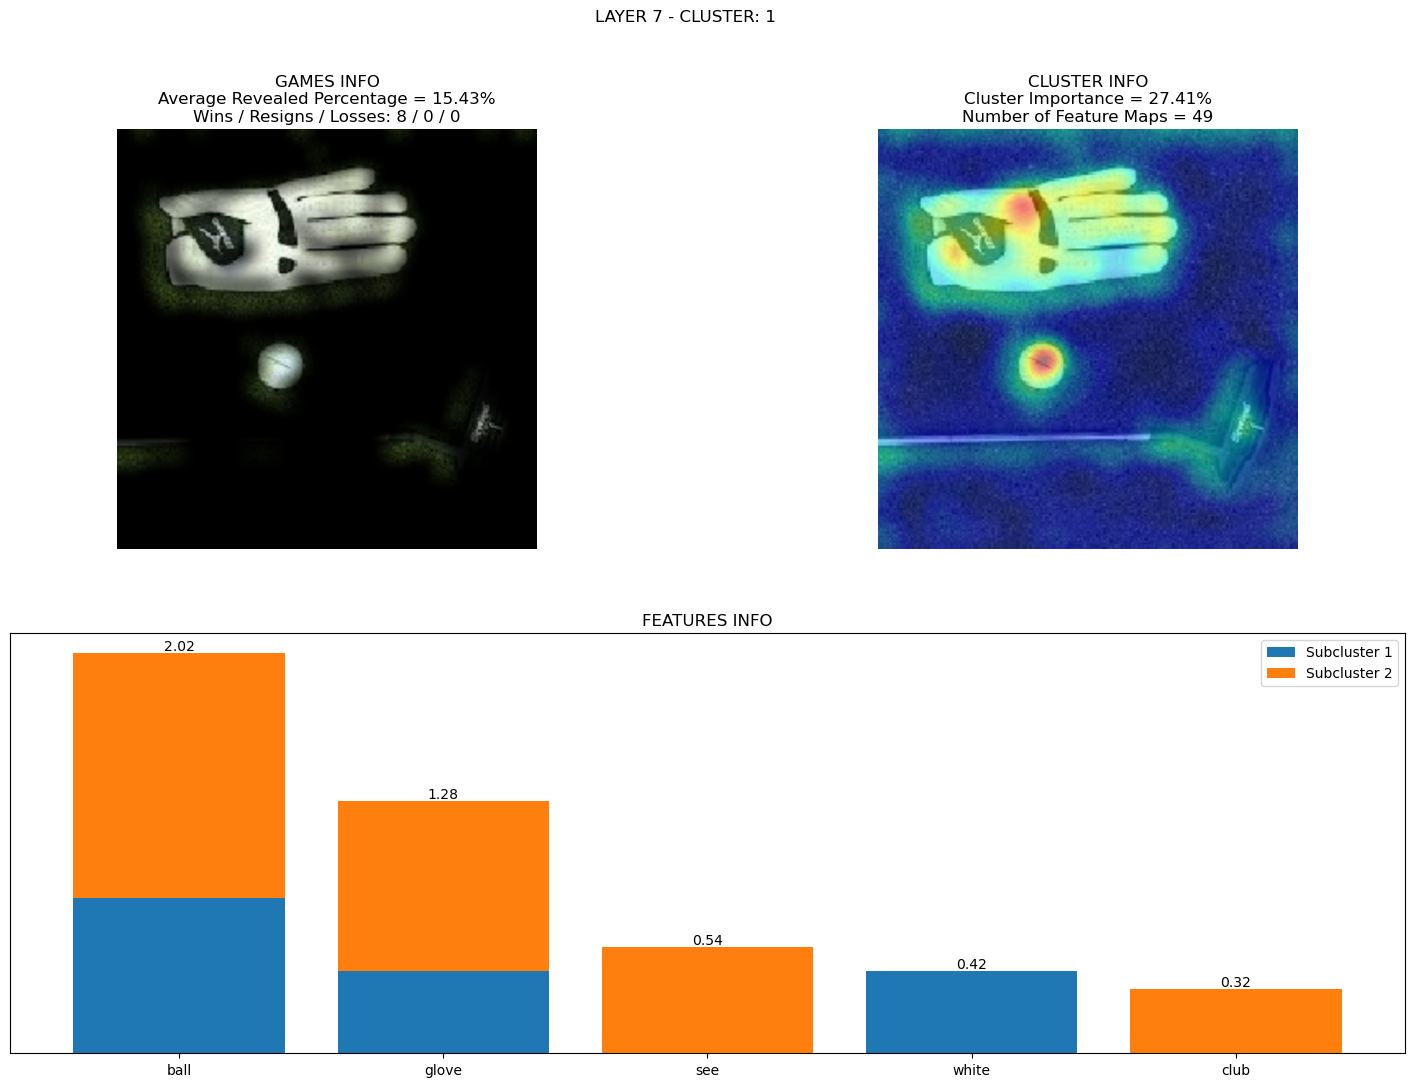 LAYER 7 - CLUSTER: 1
GAMES INFO
Average Revealed Percentage = 15.43%
Wins / Resigns / Losses: 8 / 0 / 0
CLUSTER INFO
Cluster Importance = 27.41%
Number of Feature Maps = 49
FEATURES INFO
Subcluster 1
Subcluster 2
2.02
1.28
0.54
0.42
0.32
ball
glove
see
white
club